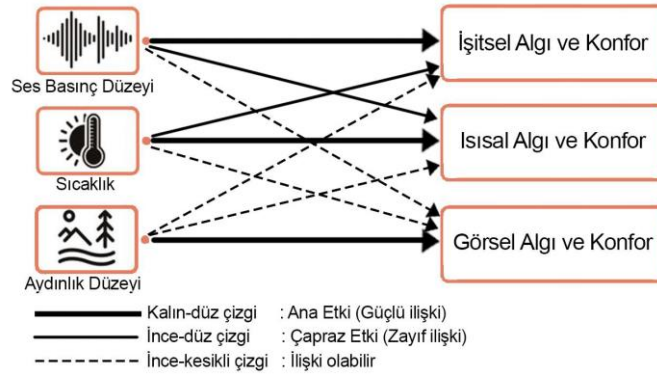 Ses Basınç Düzeyi
İşitsel Algı ve Konfor
Sıcaklık
Isısal Algı ve Konfor
Aydınlık Düzeyi
Görsel Algı ve Konfor
Kalın-düz çizgi : Ana Etki (Güçlü ilişki)
İnce-düz çizgi : Çapraz Etki (Zayıf ilişki)
İnce-kesikli çizgi : İlişki olabilir